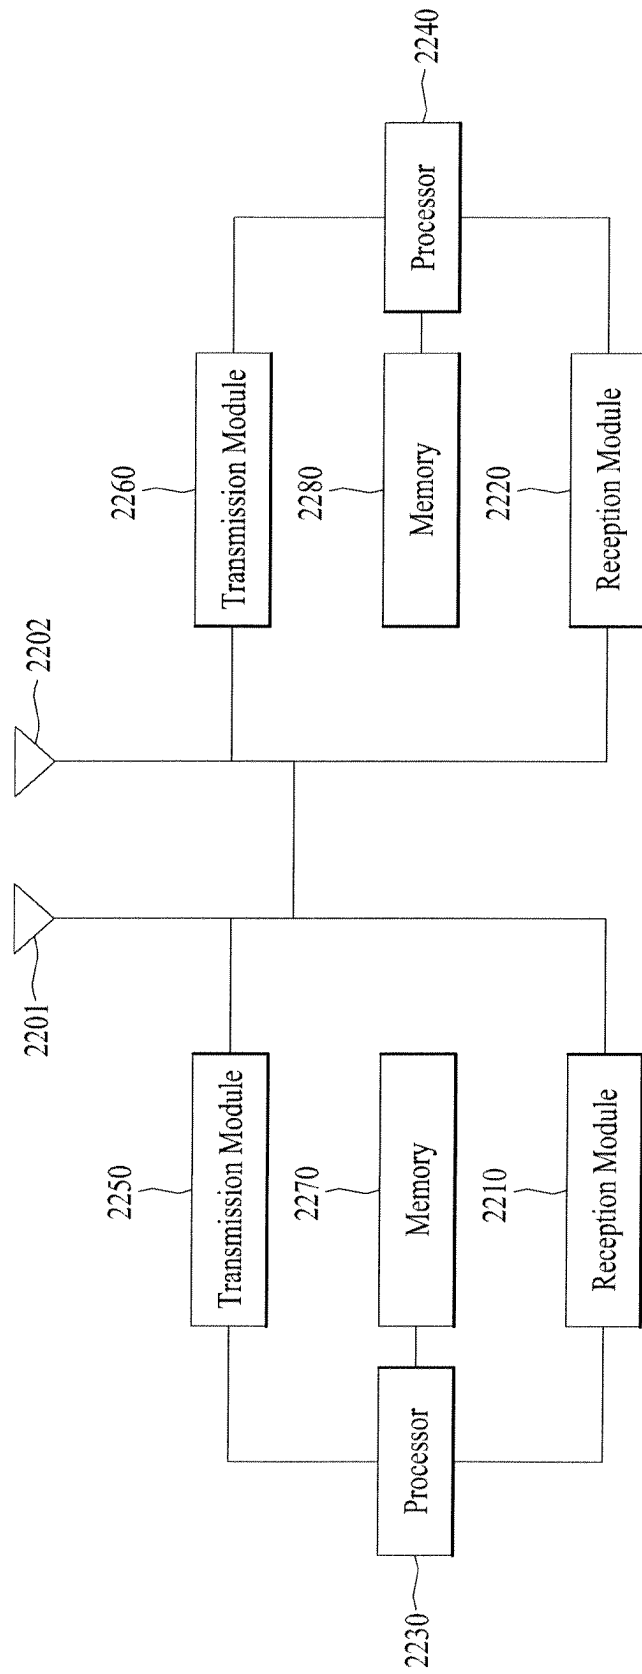 2201
2202
2250
Transmission Module
2260
Transmission Module
2230
Processor
2270
Memory
2280
Memory
Processor
2240
2210
Reception Module
2220
Reception Module